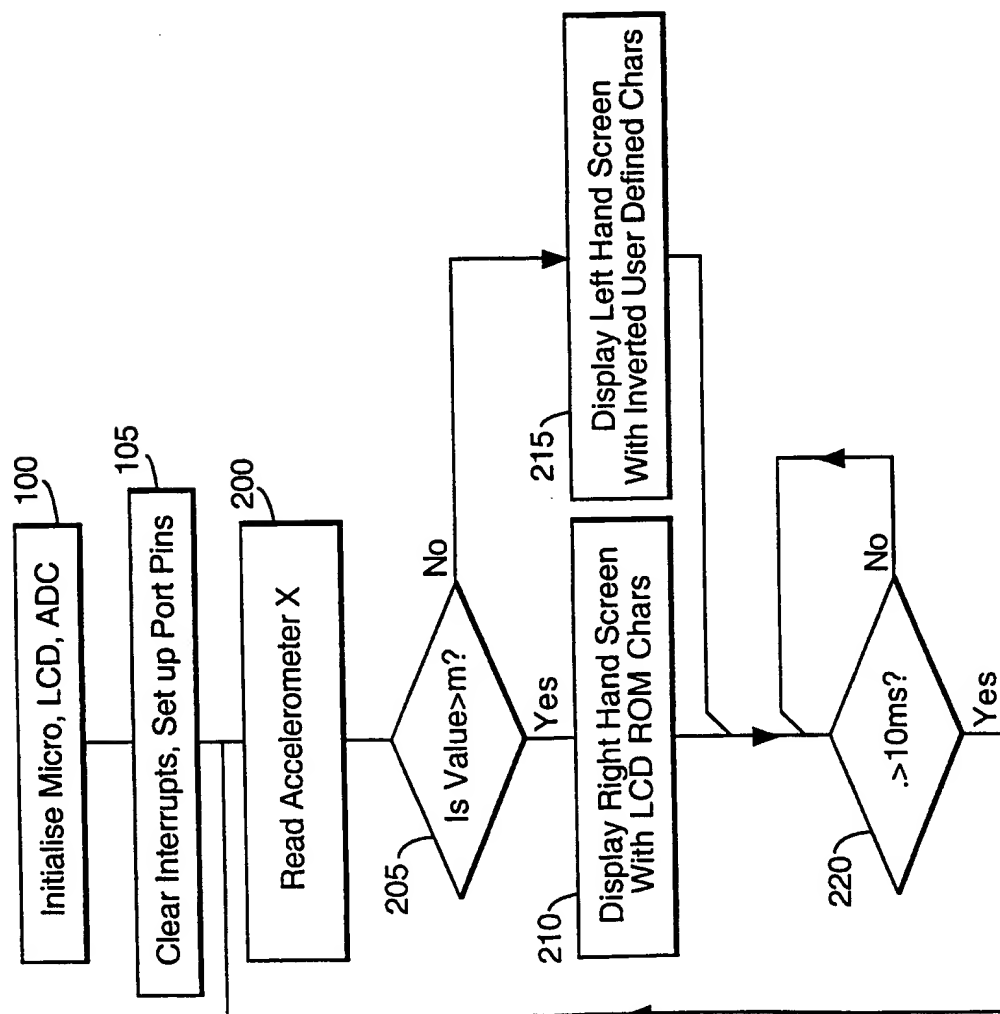 100
Initialise Micro, LCD, ADC
105
Clear Interrupts, Set up Port Pins
200
Read Accelerometer X
205
Is Value>m?
No
Yes
210
Display Right Hand Screen
With LCD ROM Chars
215
Display Left Hand Screen
With Inverted User Defined Chars
220
.>10ms?
No
Yes